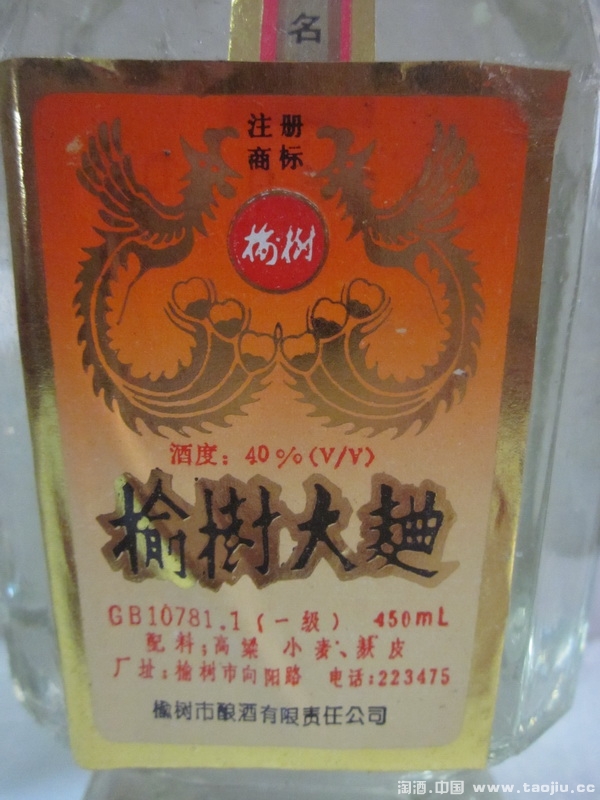 名
注册
商标
榆树
酒度：40%(V/V)
榆树大麯
GB10781.1（一级） 450mL
配料：高粱 小麦、麸皮
厂址：榆树市向阳路 电话：223475
榆树市酿酒有限责任公司
淘酒.中国 www.taojiu.cc